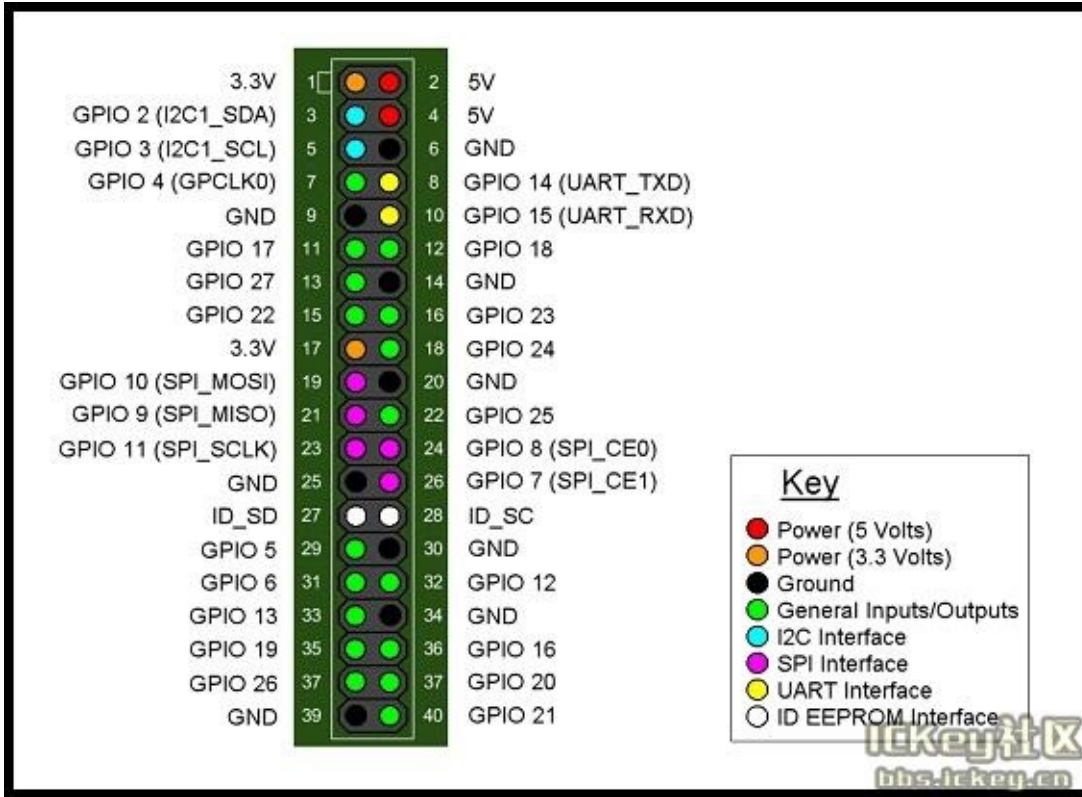 3.3V 1 2 5V
GPIO 2 (I2C1_SDA) 3 4 5V
GPIO 3 (I2C1_SCL) 5 6 GND
GPIO 4 (GPCLK0) 7 8 GPIO 14 (UART_TXD)
GND 9 10 GPIO 15 (UART_RXD)
GPIO 17 11 12 GPIO 18
GPIO 27 13 14 GND
GPIO 22 15 16 GPIO 23
3.3V 17 18 GPIO 24
GPIO 10 (SPI_MOSI) 19 20 GND
GPIO 9 (SPI_MISO) 21 22 GPIO 25
GPIO 11 (SPI_SCLK) 23 24 GPIO 8 (SPI_CE0)
GND 25 26 GPIO 7 (SPI_CE1)
ID_SD 27 28 ID_SC
GPIO 5 29 30 GND
GPIO 6 31 32 GPIO 12
GPIO 13 33 34 GND
GPIO 19 35 36 GPIO 16
GPIO 26 37 37 GPIO 20
GND 39 40 GPIO 21
Key
Power (5 Volts)
Power (3.3 Volts)
Ground
General Inputs/Outputs
I2C Interface
SPI Interface
UART Interface
ID EEPROM Interface
ICKey社区
bbs.ickey.cn